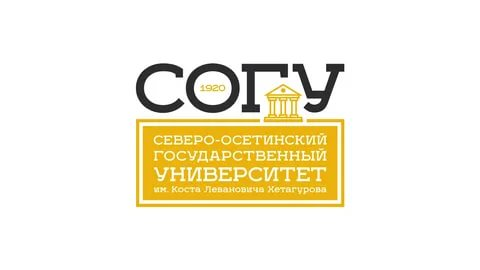 СОГУ
1920
СЕВЕРО-ОСЕТИНСКИЙ
ГОСУДАРСТВЕННЫЙ
УНИВЕРСИТЕТ
им. Коста Левановича Хетагурова